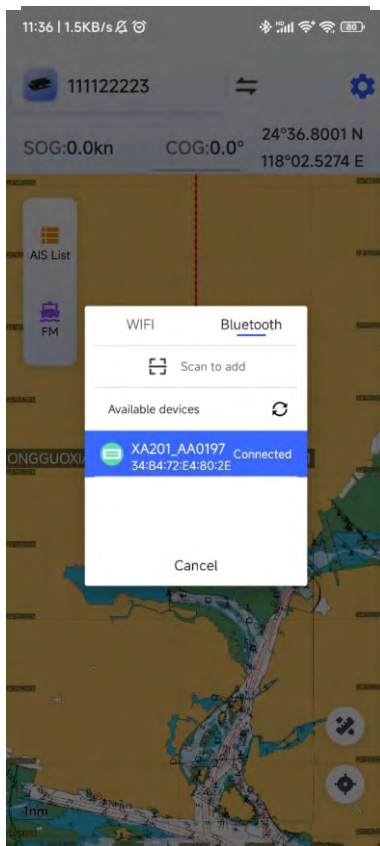 11:36 | 1.5KB/s
HD
80
111122223
SOG:0.0kn
COG:0.0°
24°36.8001 N
118°02.5274 E
AIS List
FM
WIFI
Bluetooth
Scan to add
Available devices
XA201_AA0197
Connected
34:B4:72:E4:80:2E
ONGGUOXI
Cancel
1nm